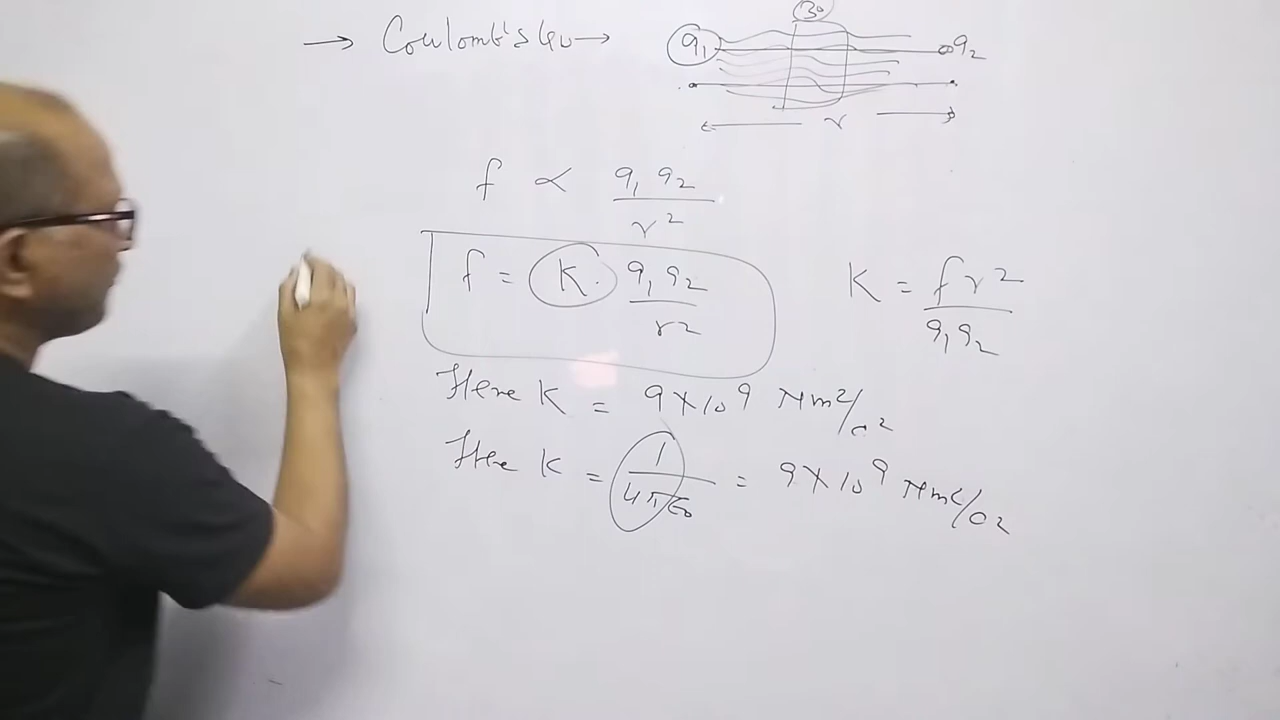 → Coulomb's law →
30
q₁ q₂
r
f ∝ q₁ q₂ / r²
f = K. q₁ q₂ / r²
K = f r² / q₁ q₂
Here K = 9×10⁹ Nm²/c²
Here K = 1 / 4π∈₀ = 9×10⁹ Nm²/C²